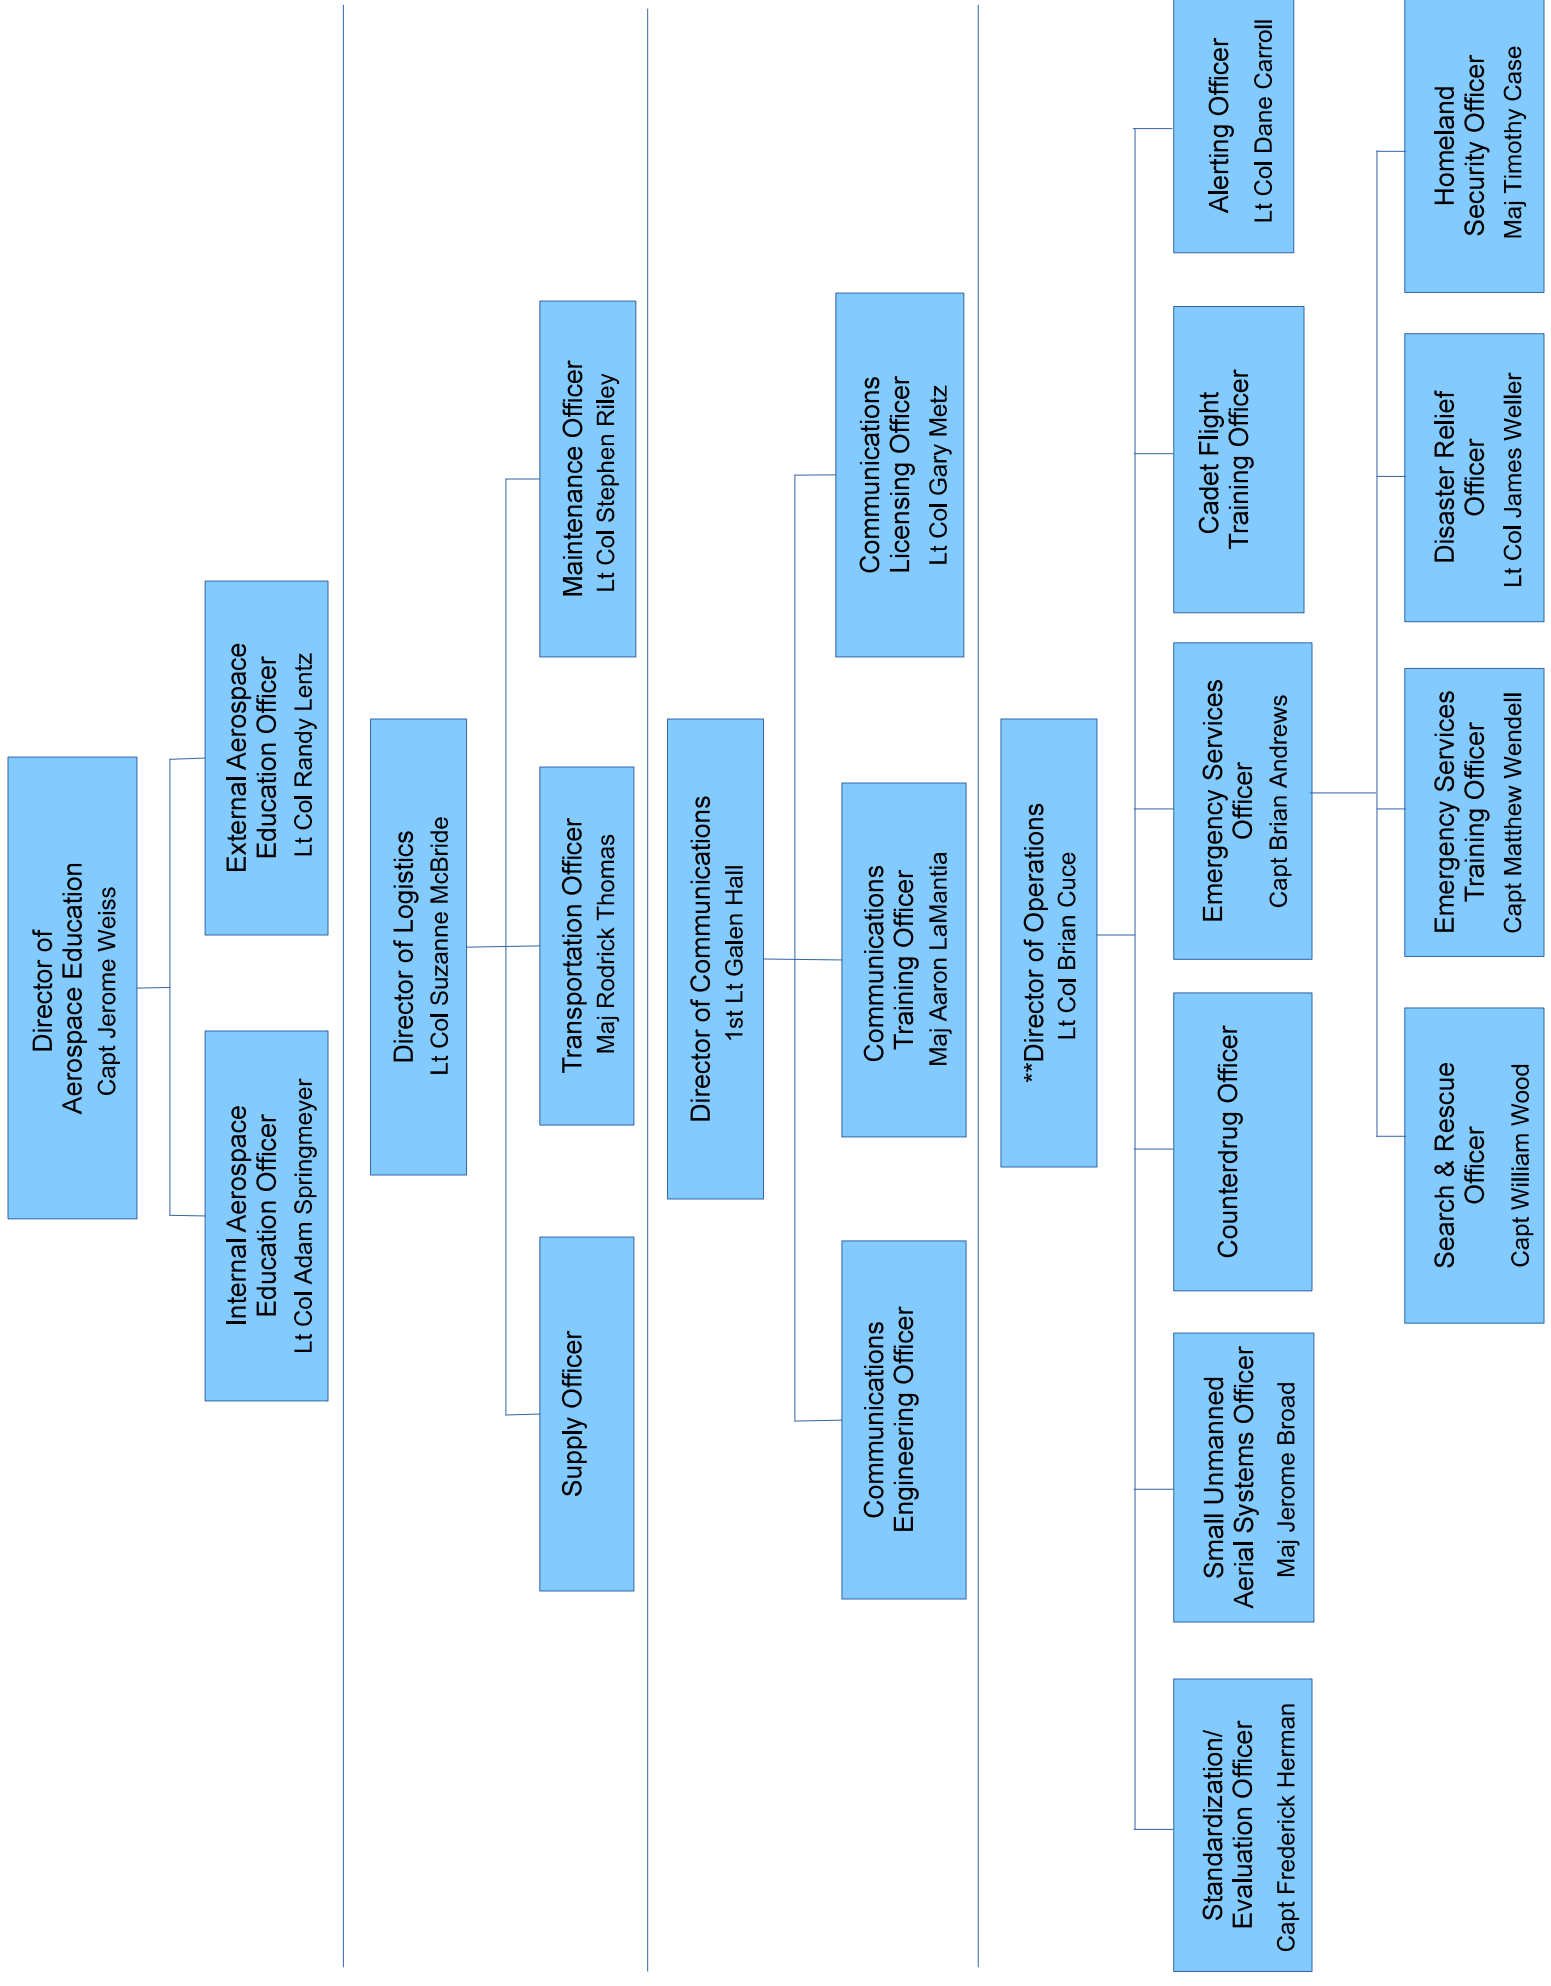 Director of
Aerospace Education
Capt Jerome Weiss
Internal Aerospace
Education Officer
Lt Col Adam Springmeyer
External Aerospace
Education Officer
Lt Col Randy Lentz
Director of Logistics
Lt Col Suzanne McBride
Supply Officer
Transportation Officer
Maj Rodrick Thomas
Maintenance Officer
Lt Col Stephen Riley
Director of Communications
1st Lt Galen Hall
Communications
Engineering Officer
Communications
Training Officer
Maj Aaron LaMantia
Communications
Licensing Officer
Lt Col Gary Metz
**Director of Operations
Lt Col Brian Cuce
Standardization/
Evaluation Officer
Capt Frederick Herman
Small Unmanned
Aerial Systems Officer
Maj Jerome Broad
Counterdrug Officer
Emergency Services
Officer
Capt Brian Andrews
Cadet Flight
Training Officer
Alerting Officer
Lt Col Dane Carroll
Search & Rescue
Officer
Capt William Wood
Emergency Services
Training Officer
Capt Matthew Wendell
Disaster Relief
Officer
Lt Col James Weller
Homeland
Security Officer
Maj Timothy Case